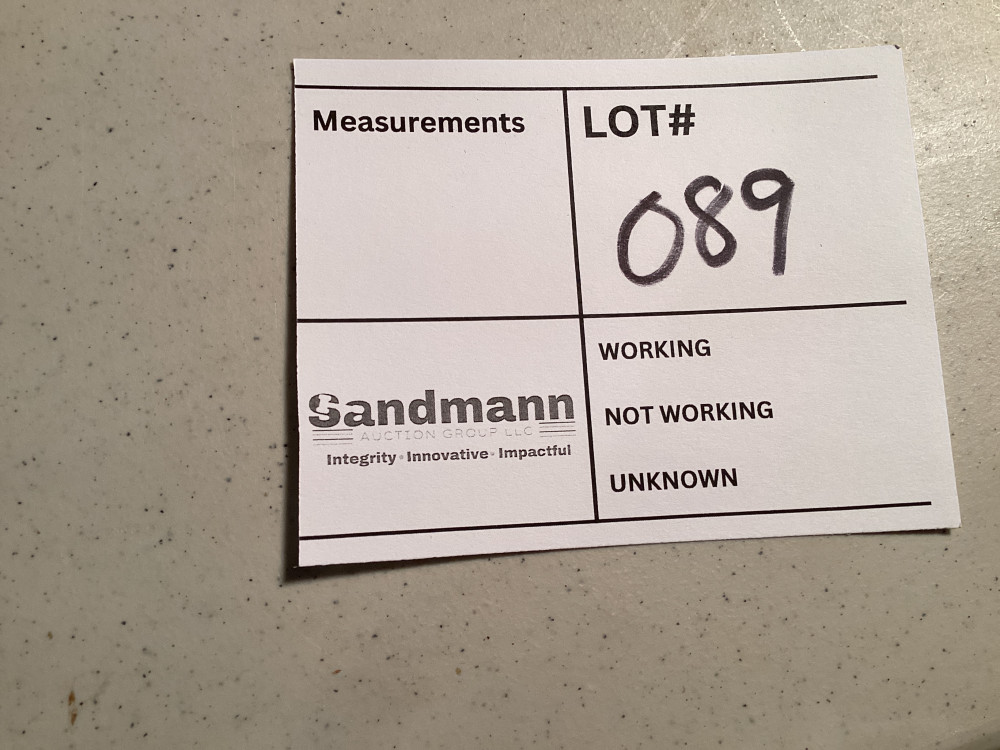 Measurements
LOT#
089
Sandmann
AUCTION GROUP LLC
Integrity • Innovative • Impactful
WORKING
NOT WORKING
UNKNOWN